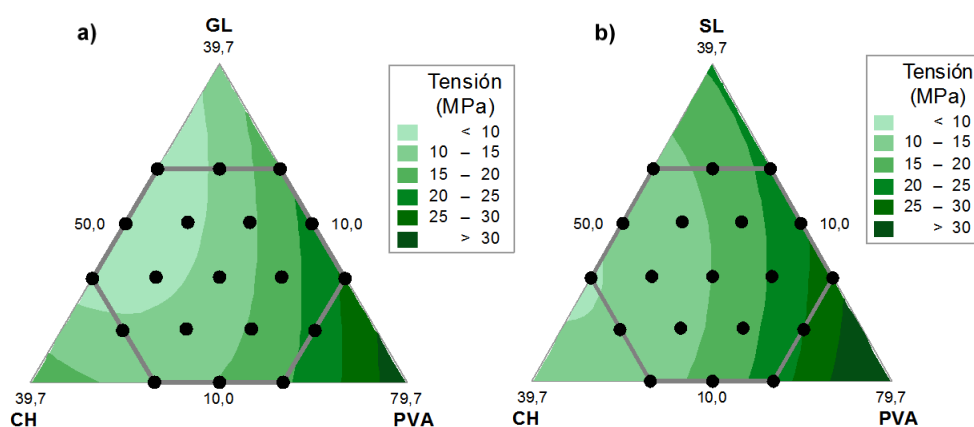 a)
GL
39,7
Tensión
(MPa)
< 10
10 – 15
15 – 20
20 – 25
25 – 30
> 30
50,0
10,0
39,7
10,0
79,7
CH
PVA
b)
SL
39,7
Tensión
(MPa)
< 10
10 – 15
15 – 20
20 – 25
25 – 30
> 30
50,0
10,0
39,7
10,0
79,7
CH
PVA